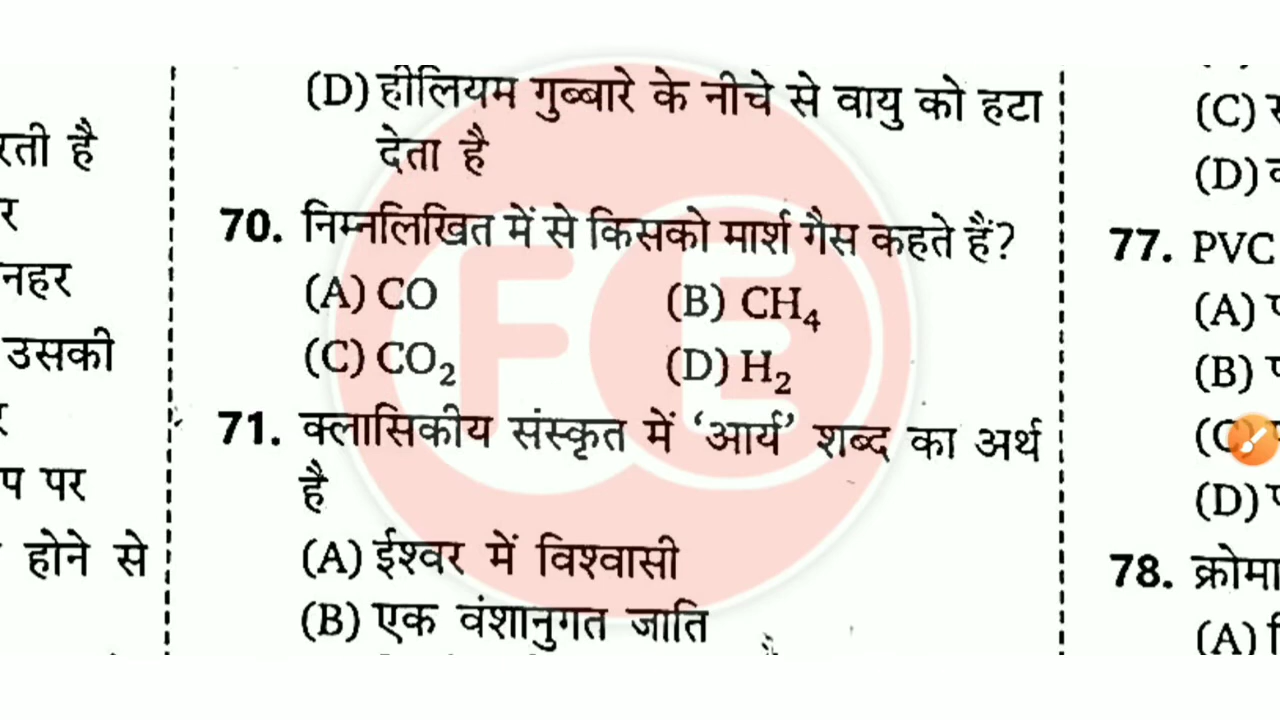 रती है
र
नहर
उसकी
प पर
होने से
(D) हीलियम गुब्बारे के नीचे से वायु को हटा
देता है
70. निम्नलिखित में से किसको मार्श गैस कहते हैं?
(A) CO (B) CH₄
(C) CO₂ (D) H₂
71. क्लासिकीय संस्कृत में ‘आर्य’ शब्द का अर्थ
है
(A) ईश्वर में विश्वासी
(B) एक वंशानुगत जाति
(C)
(D)
77. PVC
(A)
(B)
(C)
(D)
78. क्रोमा
(A)
FE